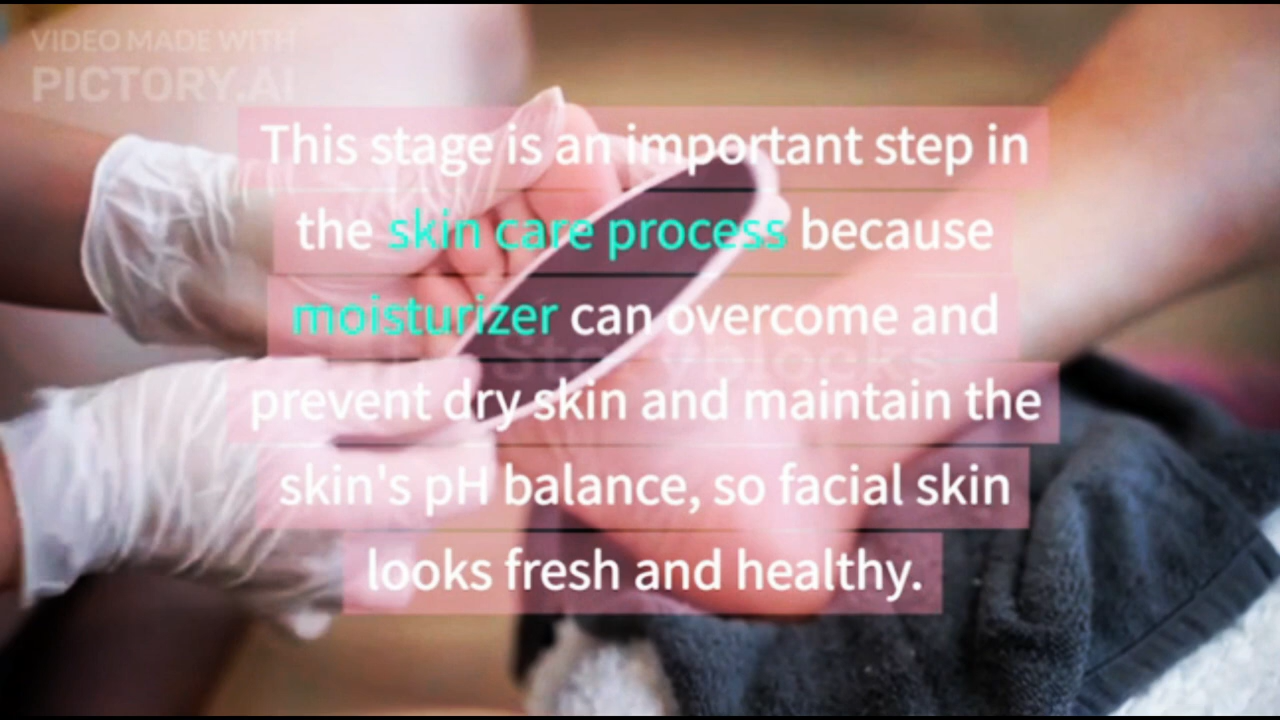 VIDEO MADE WITH
PICTORY.AI
This stage is an important step in
the skin care process because
moisturizer can overcome and
Storyblocks
prevent dry skin and maintain the
skin's pH balance, so facial skin
looks fresh and healthy.